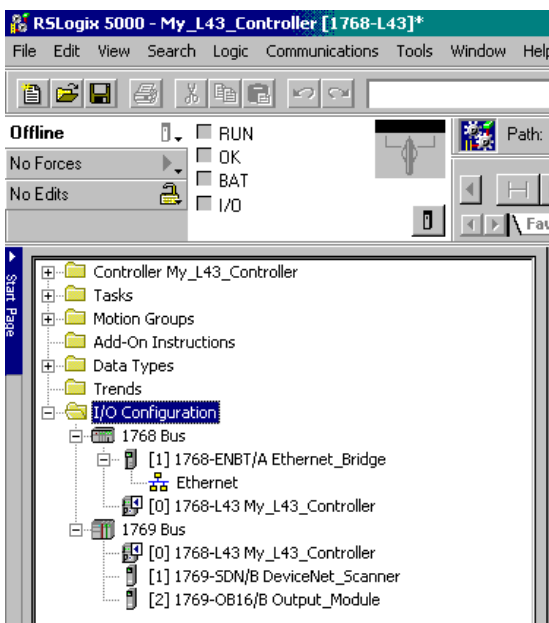 RSLogix 5000 - My_L43_Controller [1768-L43]*
File Edit View Search Logic Communications Tools Window Help
Offline
RUN
Path:
No Forces
OK
No Edits
BAT
I/O
Start Page
Controller My_L43_Controller
Tasks
Motion Groups
Add-On Instructions
Data Types
Trends
I/O Configuration
1768 Bus
[1] 1768-ENBT/A Ethernet_Bridge
Ethernet
[0] 1768-L43 My_L43_Controller
1769 Bus
[0] 1768-L43 My_L43_Controller
[1] 1769-SDN/B DeviceNet_Scanner
[2] 1769-OB16/B Output_Module